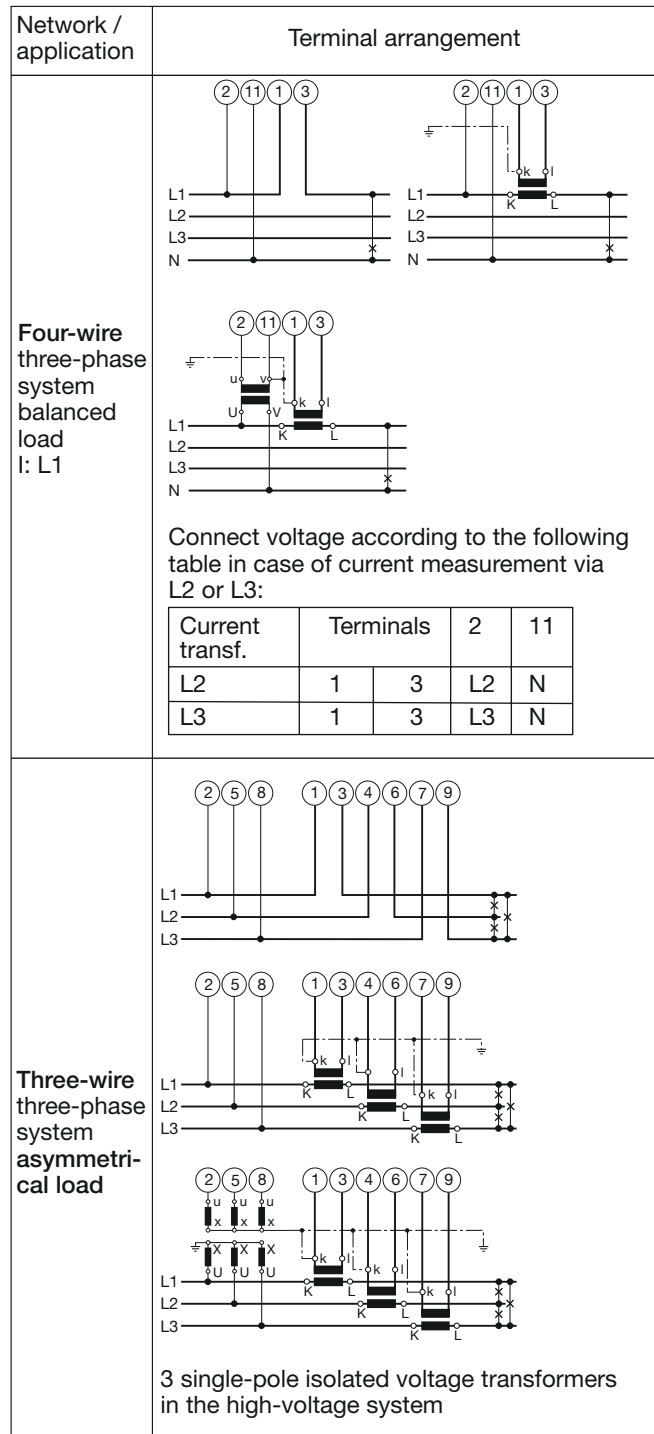 Network /
application
Terminal arrangement
Four-wire
three-phase
system
balanced
load
I: L1
2 11 1 3
L1
L2
L3
N
2 11 1 3
k l
L1 K L
L2
L3
N
2 11 1 3
u v
k l
U V
L1 K L
L2
L3
N
Connect voltage according to the following
table in case of current measurement via
L2 or L3:
Current
transf.
Terminals 2 11
L2 1 3 L2 N
L3 1 3 L3 N
Three-wire
three-phase
system
asymmetri-
cal load
2 5 8 1 3 4 6 7 9
L1
L2
L3
2 5 8 1 3 4 6 7 9
k l
k l
L1 K L k l
L2 K L
L3 K L
2 5 8 1 3 4 6 7 9
u u u
x x x
X X X k l
U U U k l
L1 K L k l
L2 K L
L3 K L
3 single-pole isolated voltage transformers
in the high-voltage system